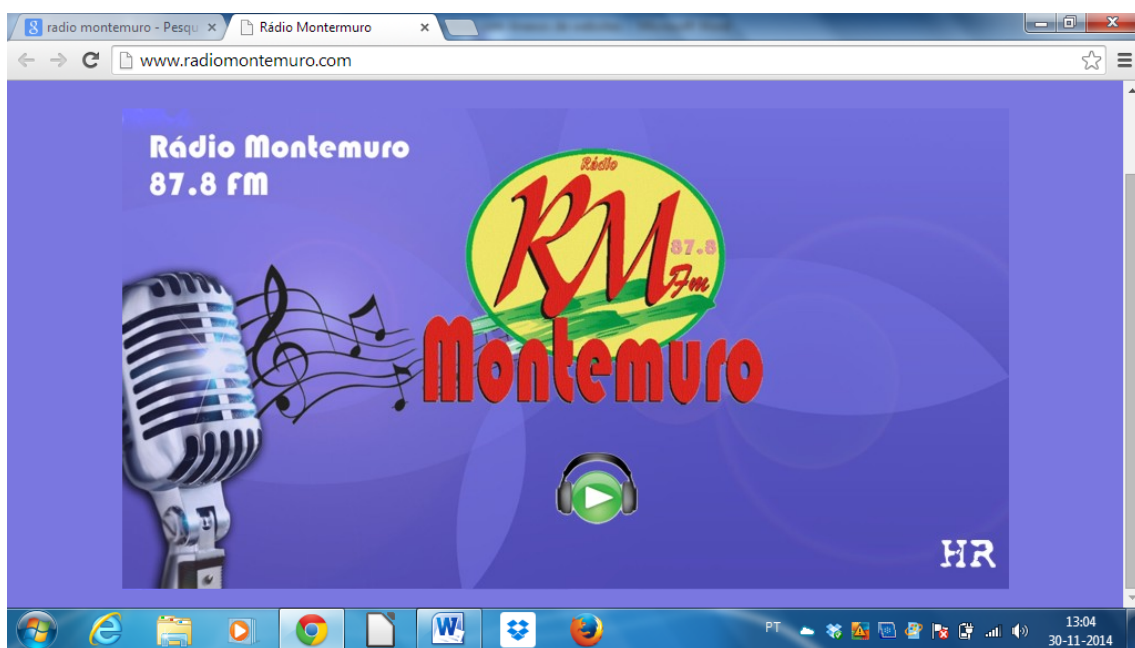 radio montemuro - Pesqu
Rádio Montermuro
www.radiomontemuro.com
Rádio Montemuro
87.8 FM
Rádio
RM
87.8
Fm
Montemuro
HR
PT
13:04
30-11-2014